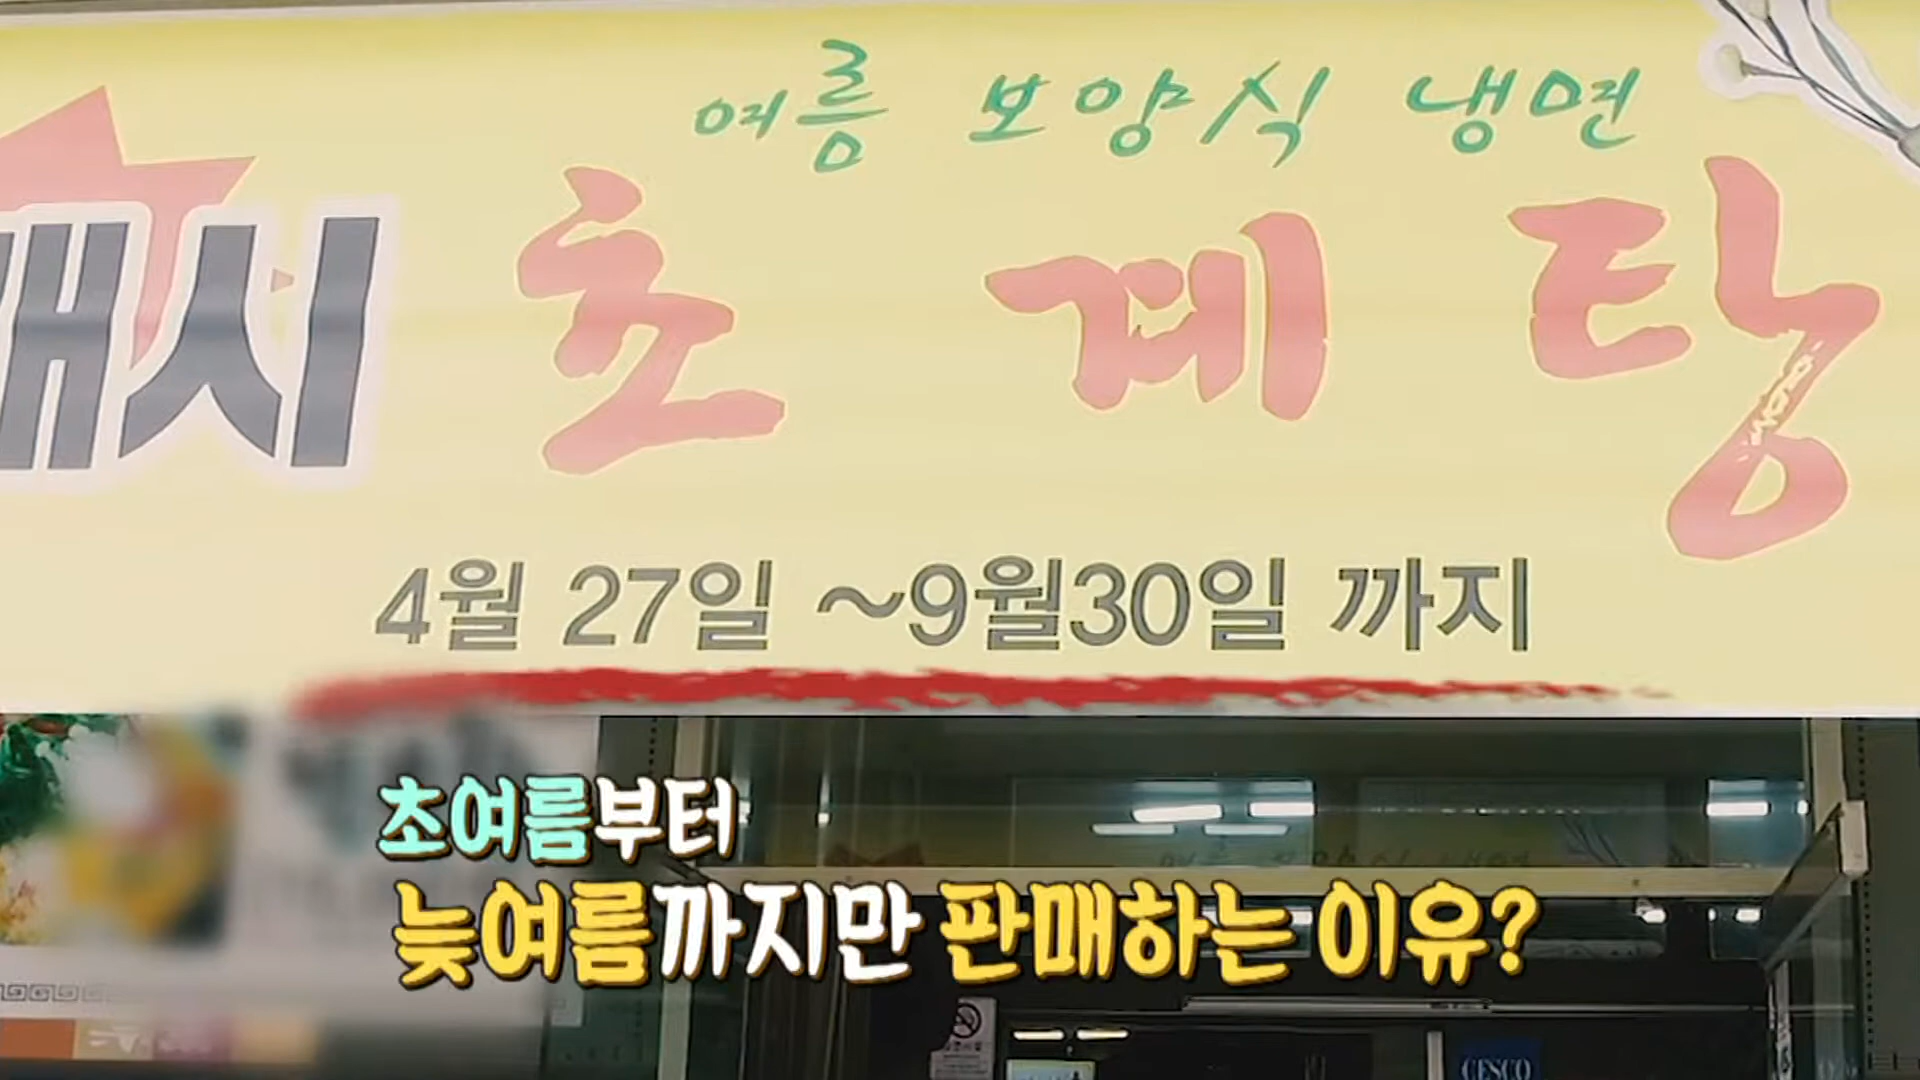 여름 보양식 냉면
개시 초계탕
4월 27일 ~9월30일 까지
초여름부터
늦여름까지만 판매하는 이유?
CESCO